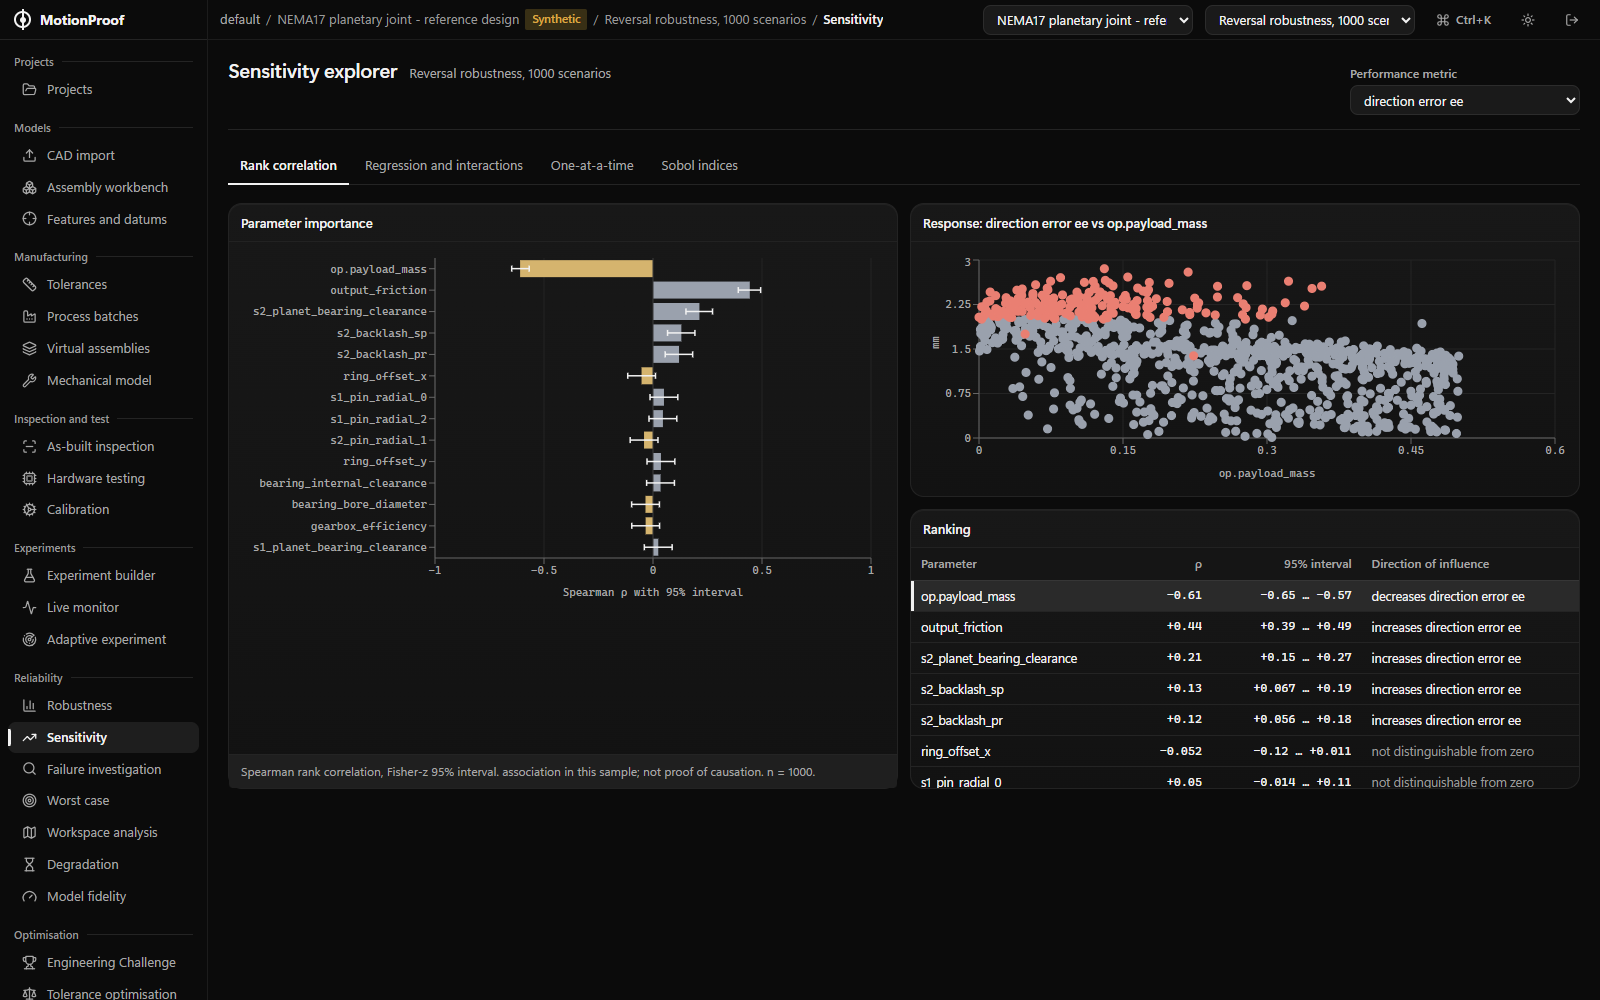 MotionProof
default / NEMA17 planetary joint - reference design Synthetic / Reversal robustness, 1000 scenarios / Sensitivity
NEMA17 planetary joint - refe
Reversal robustness, 1000 scer
Ctrl+K
Projects
Projects
Models
CAD import
Assembly workbench
Features and datums
Manufacturing
Tolerances
Process batches
Virtual assemblies
Mechanical model
Inspection and test
As-built inspection
Hardware testing
Calibration
Experiments
Experiment builder
Live monitor
Adaptive experiment
Reliability
Robustness
Sensitivity
Failure investigation
Worst case
Workspace analysis
Degradation
Model fidelity
Optimisation
Engineering Challenge
Tolerance optimisation
Sensitivity explorer Reversal robustness, 1000 scenarios
Performance metric
direction error ee
Rank correlation
Regression and interactions
One-at-a-time
Sobol indices
Parameter importance
op.payload_mass
output_friction
s2_planet_bearing_clearance
s2_backlash_sp
s2_backlash_pr
ring_offset_x
s1_pin_radial_0
s1_pin_radial_2
s2_pin_radial_1
ring_offset_y
bearing_internal_clearance
bearing_bore_diameter
gearbox_efficiency
s1_planet_bearing_clearance
−1 −0.5 0 0.5 1
Spearman ρ with 95% interval
Spearman rank correlation, Fisher-z 95% interval. association in this sample; not proof of causation. n = 1000.
Response: direction error ee vs op.payload_mass
3
2.25
1.5
0.75
0
mm
0 0.15 0.3 0.45 0.6
op.payload_mass
Ranking
Parameter ρ 95% interval Direction of influence
op.payload_mass −0.61 −0.65 … −0.57 decreases direction error ee
output_friction +0.44 +0.39 … +0.49 increases direction error ee
s2_planet_bearing_clearance +0.21 +0.15 … +0.27 increases direction error ee
s2_backlash_sp +0.13 +0.067 … +0.19 increases direction error ee
s2_backlash_pr +0.12 +0.056 … +0.18 increases direction error ee
ring_offset_x −0.052 −0.12 … +0.011 not distinguishable from zero
s1_pin_radial_0 +0.05 −0.014 … +0.11 not distinguishable from zero